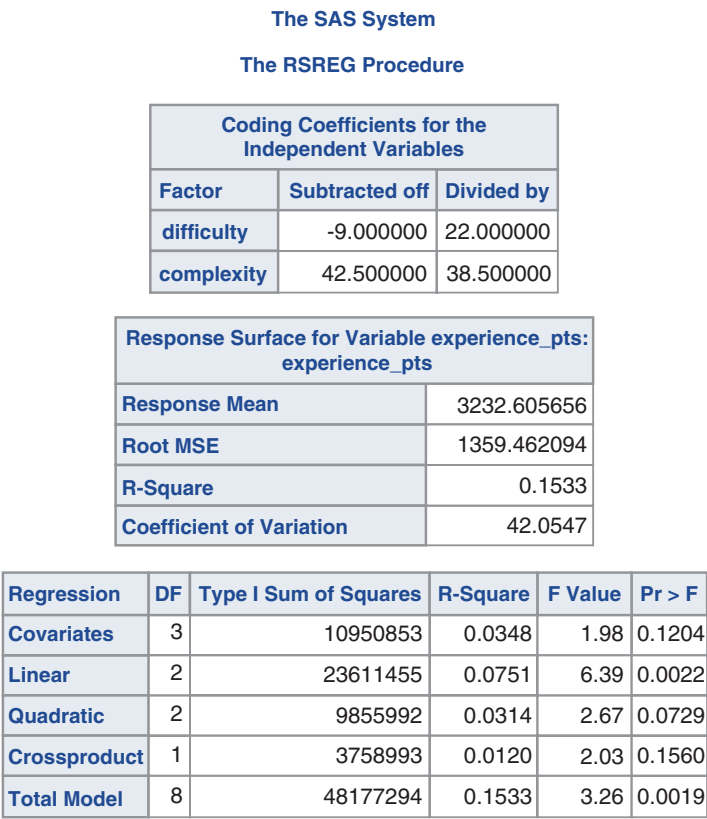 The SAS System
The RSREG Procedure
Coding Coefficients for the
Independent Variables
Factor Subtracted off Divided by
difficulty -9.000000 22.000000
complexity 42.500000 38.500000
Response Surface for Variable experience_pts:
experience_pts
Response Mean 3232.605656
Root MSE 1359.462094
R-Square 0.1533
Coefficient of Variation 42.0547
Regression DF Type I Sum of Squares R-Square F Value Pr > F
Covariates 3 10950853 0.0348 1.98 0.1204
Linear 2 23611455 0.0751 6.39 0.0022
Quadratic 2 9855992 0.0314 2.67 0.0729
Crossproduct 1 3758993 0.0120 2.03 0.1560
Total Model 8 48177294 0.1533 3.26 0.0019